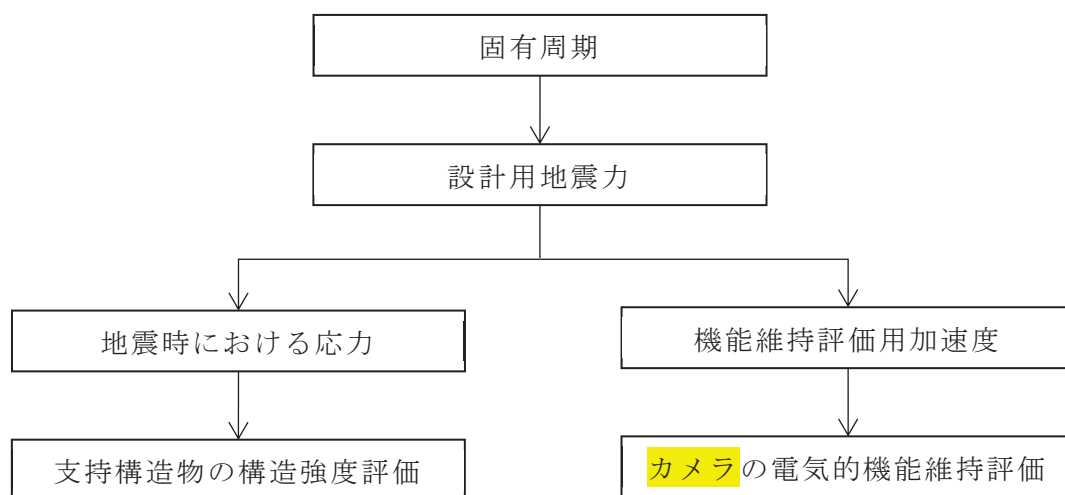 固有周期
設計用地震力
地震時における応力
機能維持評価用加速度
支持構造物の構造強度評価
カメラの電気的機能維持評価